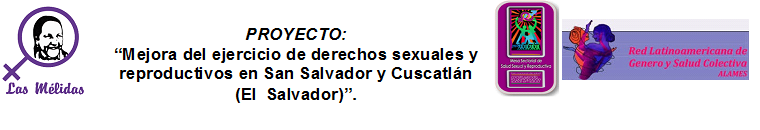 Las Mélidas
PROYECTO:
“Mejora del ejercicio de derechos sexuales y
reproductivos en San Salvador y Cuscatlán
(El  Salvador)”.
Mesa Sectorial de
Salud Sexual y Reproductiva
Red Latinoamericana de
Genero y Salud Colectiva
ALAMES